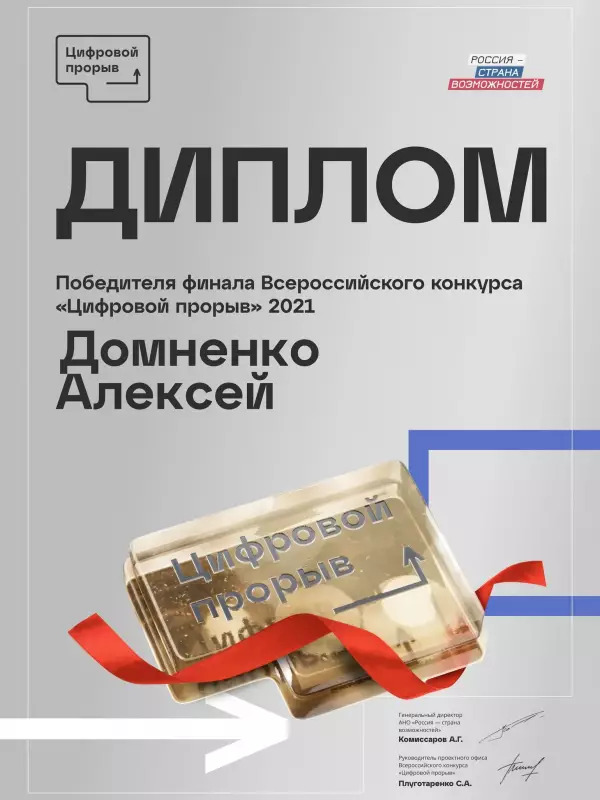 Цифровой
прорыв
РОССИЯ –
СТРАНА
ВОЗМОЖНОСТЕЙ
ДИПЛОМ
Победителя финала Всероссийского конкурса
«Цифровой прорыв» 2021
Домненко
Алексей
Цифровой
прорыв
Генеральный директор
АНО «Россия — страна
возможностей»
Комиссаров А.Г.
Руководитель проектного офиса
Всероссийского конкурса
«Цифровой прорыв»
Плуготаренко С.А.